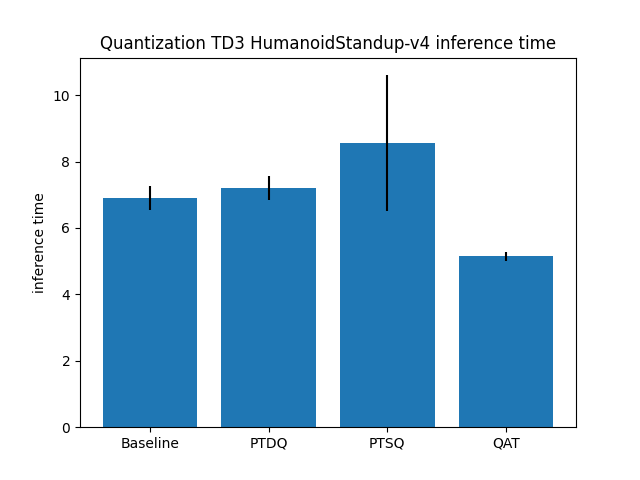 Quantization TD3 HumanoidStandup-v4 inference time
10
8
6
4
2
0
inference time
Baseline PTDQ PTSQ QAT